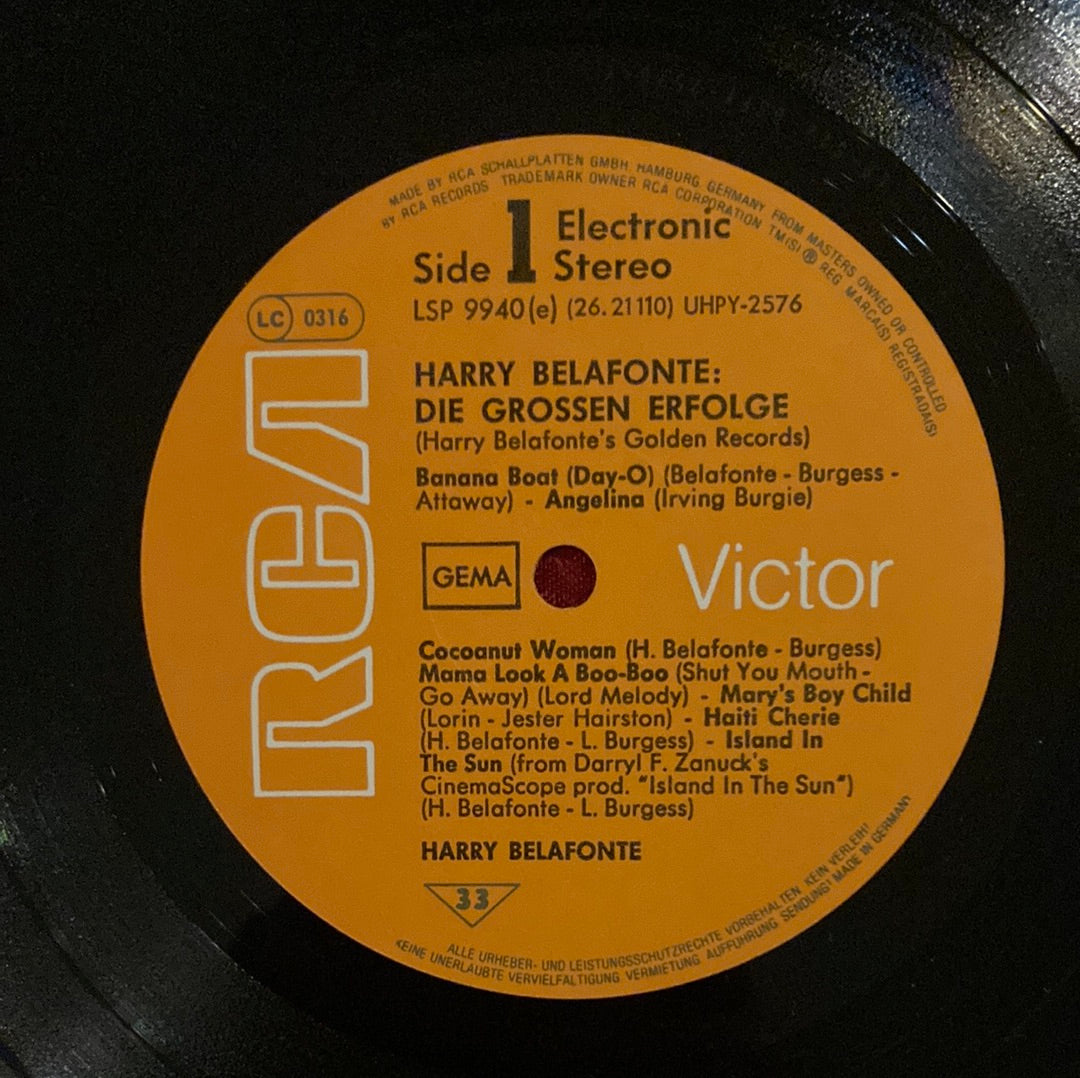 MADE BY RCA SCHALLPLATTEN GMBH, HAMBURG, GERMANY FROM MASTERS OWNED OR CONTROLLED
BY RCA RECORDS TRADEMARK OWNER RCA CORPORATION TM(S) ® REG MARCA(S) REGISTRADA(S)
Side 1 Electronic
Stereo
LSP 9940(e) (26.21110) UHPY-2576
LC 0316
RCA
HARRY BELAFONTE:
DIE GROSSEN ERFOLGE
(Harry Belafonte's Golden Records)
Banana Boat (Day-O) (Belafonte - Burgess -
Attaway) - Angelina (Irving Burgie)
GEMA
Victor
Cocoanut Woman (H. Belafonte - Burgess)
Mama Look A Boo-Boo (Shut You Mouth -
Go Away) (Lord Melody) - Mary's Boy Child
(Lorin - Jester Hairston) - Haiti Cherie
(H. Belafonte - L. Burgess) - Island In
The Sun (from Darryl F. Zanuck's
CinemaScope prod. "Island In The Sun")
(H. Belafonte - L. Burgess)
HARRY BELAFONTE
33
ALLE URHEBER- UND LEISTUNGSSCHUTZRECHTE VORBEHALTEN KEIN VERLEIH!
KEINE UNERLAUBTE VERVIELFÄLTIGUNG VERMIETUNG AUFFÜHRUNG SENDUNG! MADE IN GERMANY